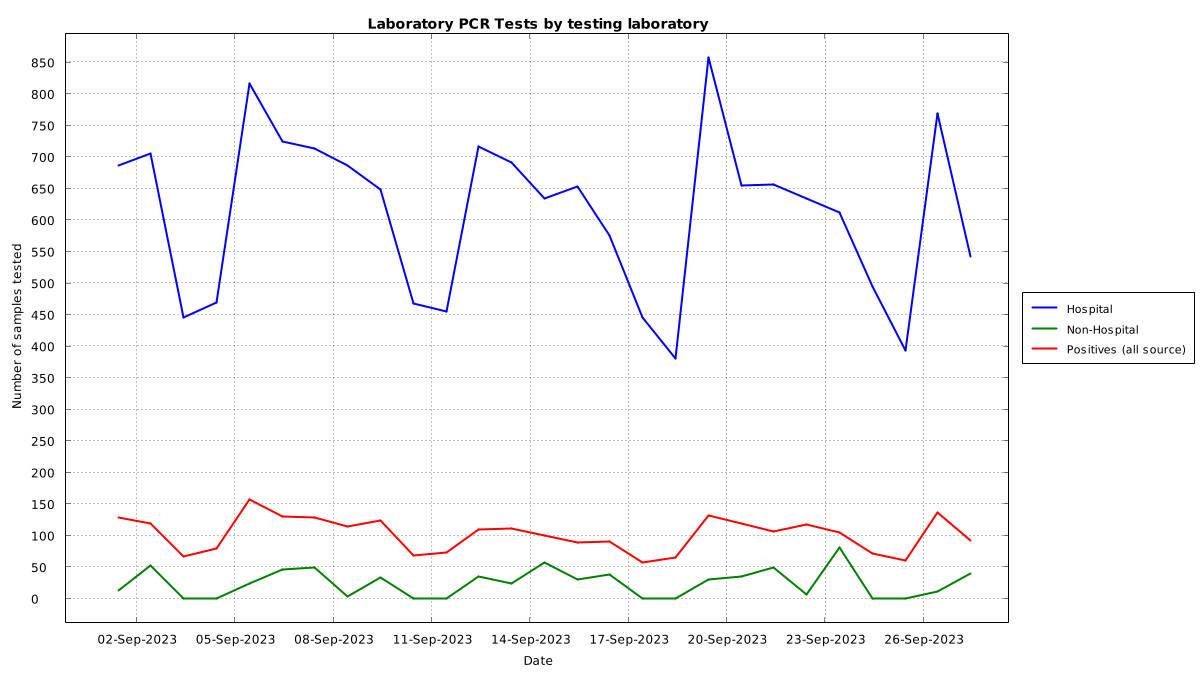 Laboratory PCR Tests by testing laboratory
850
800
750
700
650
600
550
500
450
400
350
300
250
200
150
100
50
0
Number of samples tested
02-Sep-2023 05-Sep-2023 08-Sep-2023 11-Sep-2023 14-Sep-2023 17-Sep-2023 20-Sep-2023 23-Sep-2023 26-Sep-2023
Date
Hospital
Non-Hospital
Positives (all source)